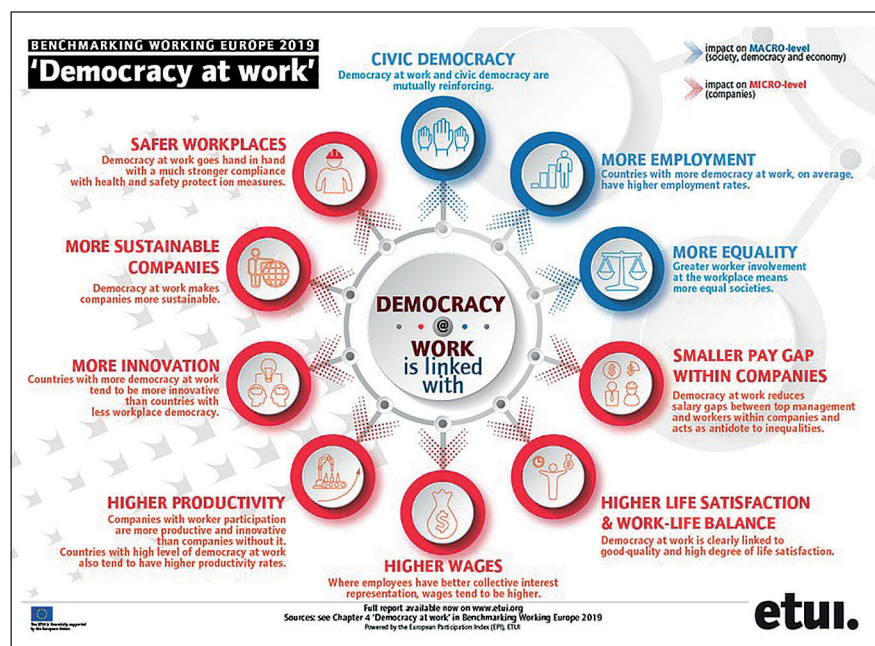 BENCHMARKING WORKING EUROPE 2019
'Democracy at work'
CIVIC DEMOCRACY
Democracy at work and civic democracy are
mutually reinforcing.
impact on MACRO-level
(society, democracy and economy)
impact on MICRO-level
(companies)
SAFER WORKPLACES
Democracy at work goes hand in hand
with a much stronger compliance
with health and safety protect ion measures.
MORE EMPLOYMENT
Countries with more democracy at work, on average,
have higher employment rates.
MORE SUSTAINABLE
COMPANIES
Democracy at work makes
companies more sustainable.
MORE EQUALITY
Greater worker involvement
at the workplace means
more equal societies.
DEMOCRACY
@
WORK
is linked
with
MORE INNOVATION
Countries with more democracy at work
tend to be more innovative
than countries with
less workplace democracy.
SMALLER PAY GAP
WITHIN COMPANIES
Democracy at work reduces
salary gaps between top management
and workers within companies and
acts as antidote to inequalities.
HIGHER PRODUCTIVITY
Companies with worker participation
are more productive and innovative
than companies without it.
Countries with high level of democracy at work
also tend to have higher productivity rates.
$
HIGHER WAGES
Where employees have better collective interest
representation, wages tend to be higher.
HIGHER LIFE SATISFACTION
& WORK-LIFE BALANCE
Democracy at work is clearly linked to
good-quality and high degree of life satisfaction.
The ETUI is financially supported
by the European Union.
Full report available now on www.etui.org
Sources: see Chapter 4 'Democracy at work' in Benchmarking Working Europe 2019
Powered by the European Participation Index (EPI), ETUI
etui.